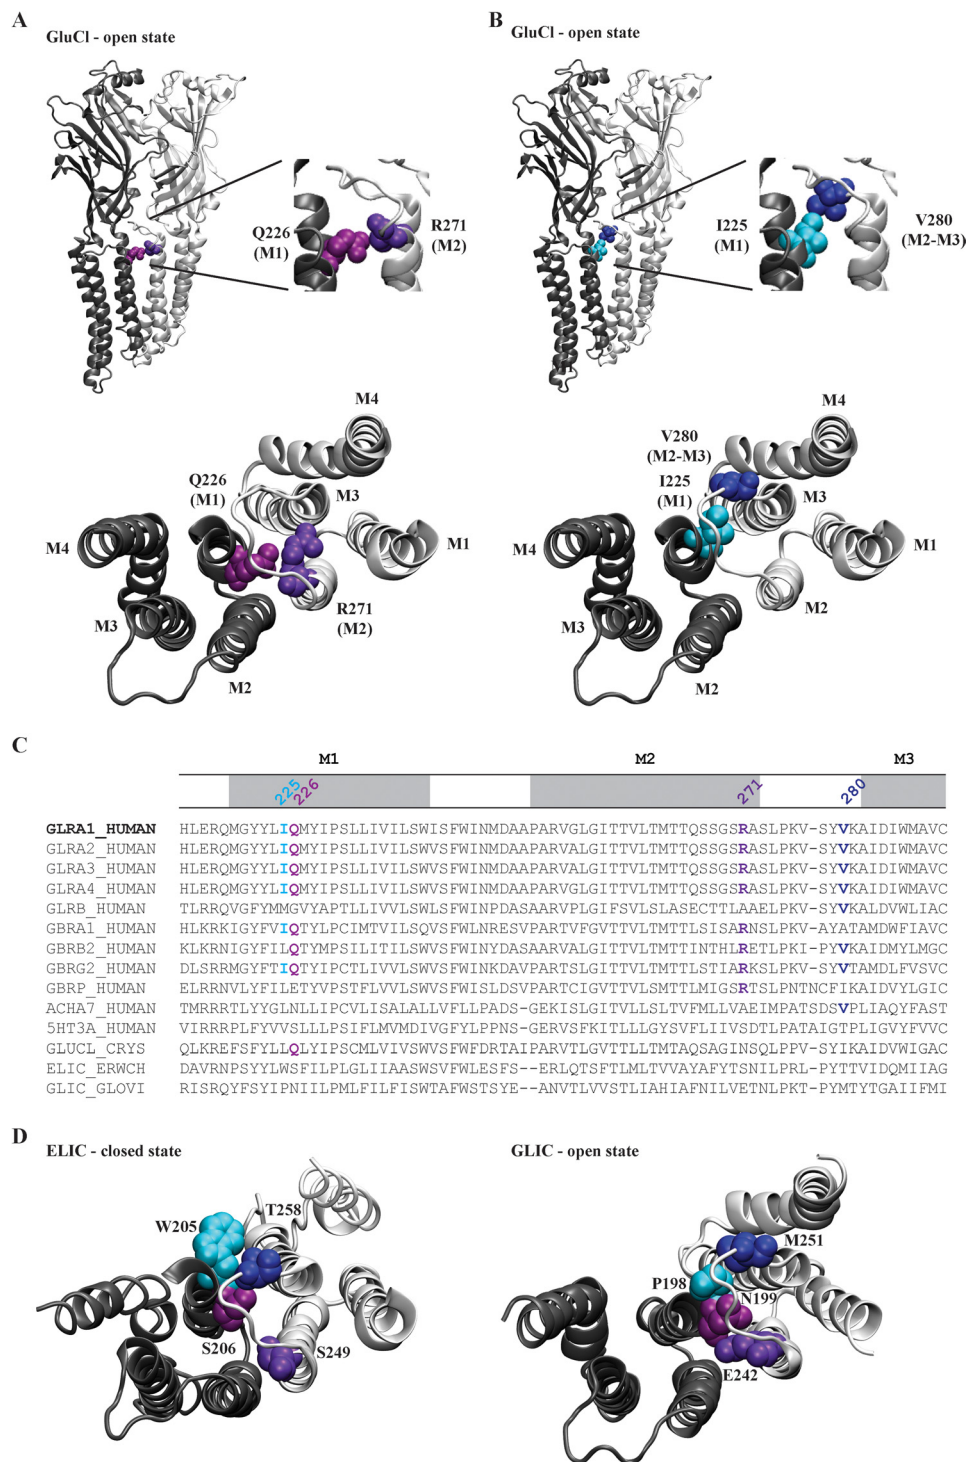 A
GluCl - open state
Q226
(M1)
R271
(M2)
M4
Q226
(M1)
M3
M4
M1
M3
R271
(M2)
M2
B
GluCl - open state
I225
(M1)
V280
(M2-M3)
M4
V280
(M2-M3)
I225
(M1)
M3
M4
M1
M2
M3
M2
C
M1 M2 M3
225 226 271 280
GLRA1_HUMAN HLERQMGYYLIQMYIPSLLIVILSWISFWINMDAAPARVGLGITTVLTMTTQSSGSRASLPKV-SYVKAIDIWMAVC
GLRA2_HUMAN HLERQMGYYLIQMYIPSLLIVILSWVSFWINMDAAPARVALGITTVLTMTTQSSGSRASLPKV-SYVKAIDIWMAVC
GLRA3_HUMAN HLERQMGYYLIQMYIPSLLIVILSWVSFWINMDAAPARVALGITTVLTMTTQSSGSRASLPKV-SYVKAIDIWMAVC
GLRA4_HUMAN HLERQMGYYLIQMYIPSLLIVILSWVSFWINMDAAPARVGLGITTVLTMTTQSSGSRASLPKV-SYVKAIDIWMAVC
GLRB_HUMAN TLRRQVGFYMMGVYAPTLLIVVLSWLSFWINPDASAARVPLGIFSVLSLASECTTLAAELPKV-SYVKALDVWLIAC
GBRA1_HUMAN KIGYFVIQTYLPCIMTVILSQVSFWLNRESVPARTVFGVTTVLTMTTLSISARNSLPKV-AYATAMDWFIAVC
GBRB2_HUMAN KLKRNIGYFILQTYMPSILITILSWVSFWINYDASAARVALGITTVLTMTTINTHLRETLPKI-PYVKAIDMYLMGC
GBRG2_HUMAN DLSRRMGYFTIQTYIPCTLIVVLSWVSFWINKDAVPARTSLGITTVLTMTTLSTIARKSLPKV-SYVTAMDLFVSVC
GBRP_HUMAN ELRRNVLYFILETYVPSTFLVVLSWVSFWISLDSVPARTCIGVTTVLSMTTLMIGSRTSLPNTNCFIKAIDVYLGIC
ACHA7_HUMAN TMRRRTLYYGLNLLIPCVLISALALLVFLLPADS-GEKISLGITVLLSLTVFMLLVAEIMPATSDSVPLIAQYFAST
5HT3A_HUMAN VIRRRPLFYVVSLLLPSIFLMVMDIVGFYLPPNS-GERVSFKITLLLGYSVFLIIVSDTLPATAIGTPLIGVYFVVC
GLUCL_CRYS QLKREFSFYLLQLYIPSCMLVIVSWVSFWFDRTAIPARVTLGVTTLLTMTAQSAGINSQLPPV-SYIKAIDVWIGAC
ELIC_ERWCH DAVRNPSYYLWSFILPLGLIIAASWSVFWLESFS--ERLQTSFTLMLTVVAYAFYTSNILPRL-PYTTVIDQMIIAG
GLIC_GLOVI RISRQYFSYIPNIILPMLFILFISWTAFWSTSYE--ANVTLVVSTLIAHIAFNILVETNLPKT-PYMTYTGAIIFMI
D
ELIC - closed state
T258
W205
S206
S249
GLIC - open state
M251
P198
N199
E242